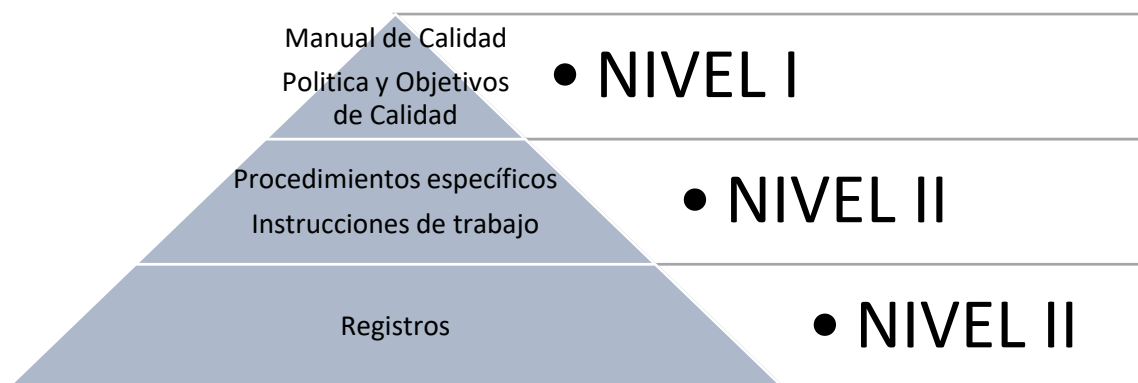 Manual de Calidad
Politica y Objetivos
de Calidad
• NIVEL I
Procedimientos específicos
Instrucciones de trabajo
• NIVEL II
Registros
• NIVEL II